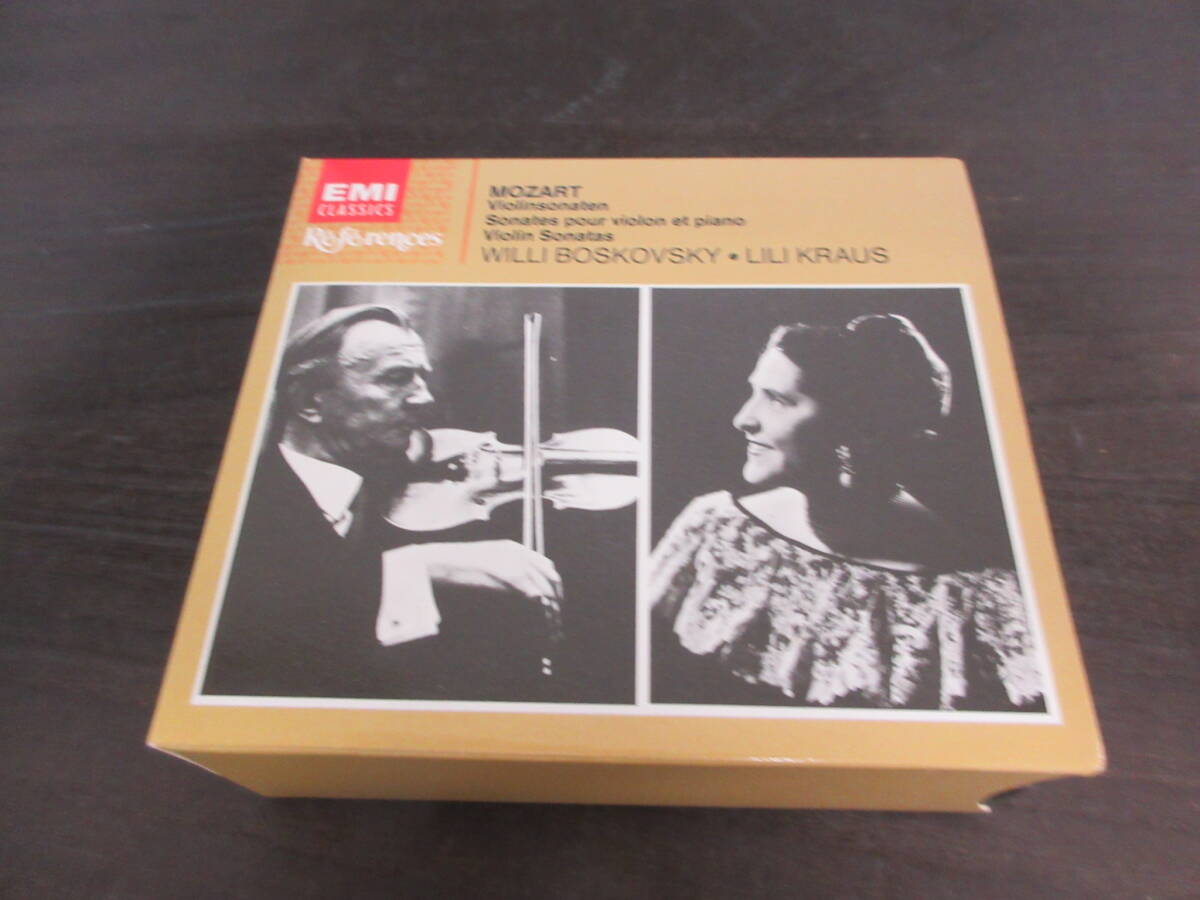 EMI
CLASSICS
Références
MOZART
Violinsonaten
Sonates pour violon et piano
Violin Sonatas
WILLI BOSKOVSKY • LILI KRAUS